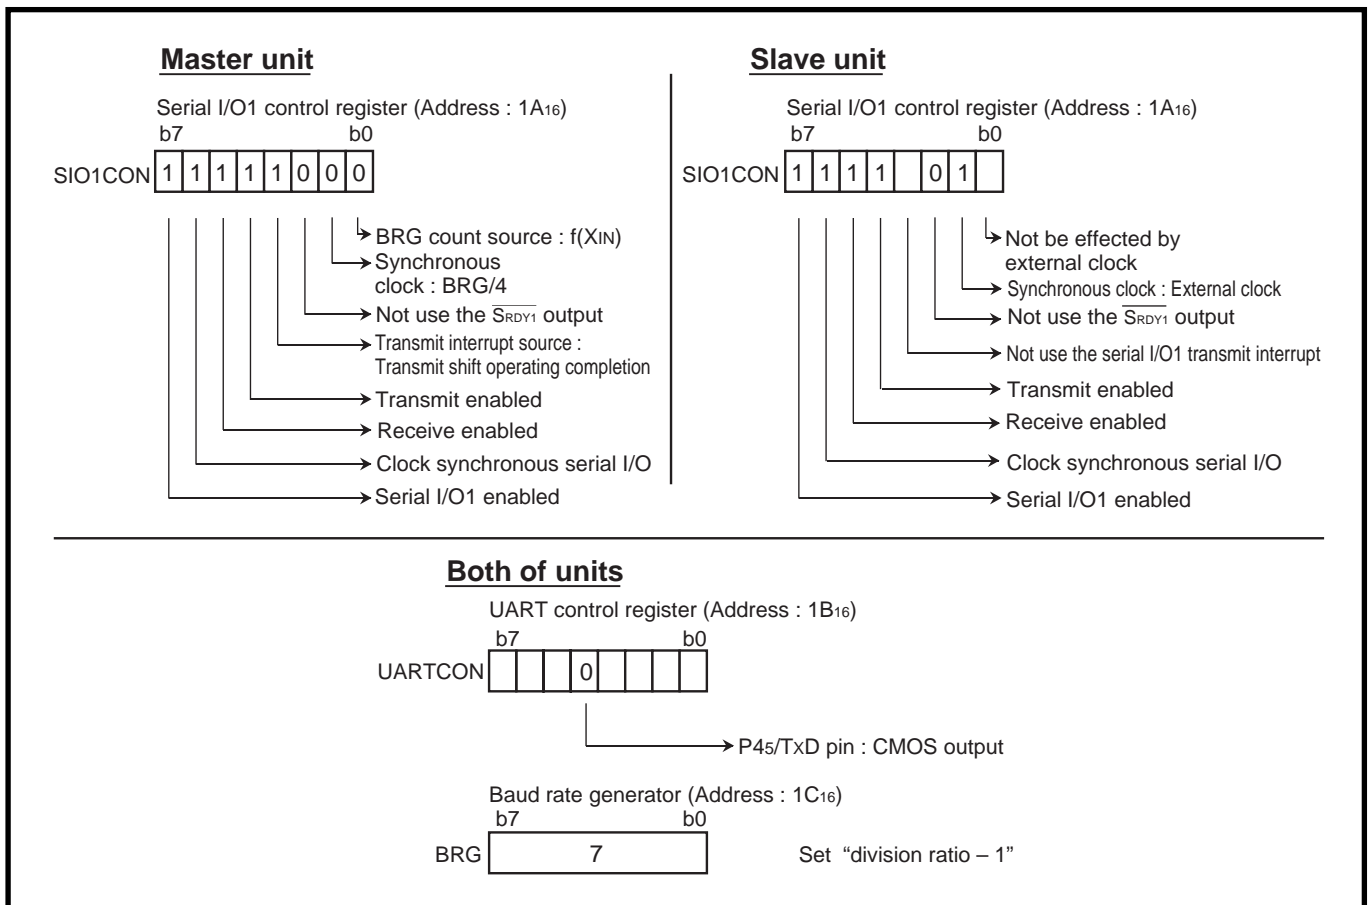 Master unit
Serial I/O1 control register (Address : 1A16)
b7 b0
SIO1CON 1 1 1 1 1 0 0 0
BRG count source : f(XIN)
Synchronous
clock : BRG/4
Not use the SRDY1 output
Transmit interrupt source :
Transmit shift operating completion
Transmit enabled
Receive enabled
Clock synchronous serial I/O
Serial I/O1 enabled
Slave unit
Serial I/O1 control register (Address : 1A16)
b7 b0
SIO1CON 1 1 1 1 0 1
Not be effected by
external clock
Synchronous clock : External clock
Not use the SRDY1 output
Not use the serial I/O1 transmit interrupt
Transmit enabled
Receive enabled
Clock synchronous serial I/O
Serial I/O1 enabled
Both of units
UART control register (Address : 1B16)
b7 b0
UARTCON 0
P45/TXD pin : CMOS output
Baud rate generator (Address : 1C16)
b7 b0
BRG 7 Set “division ratio – 1”